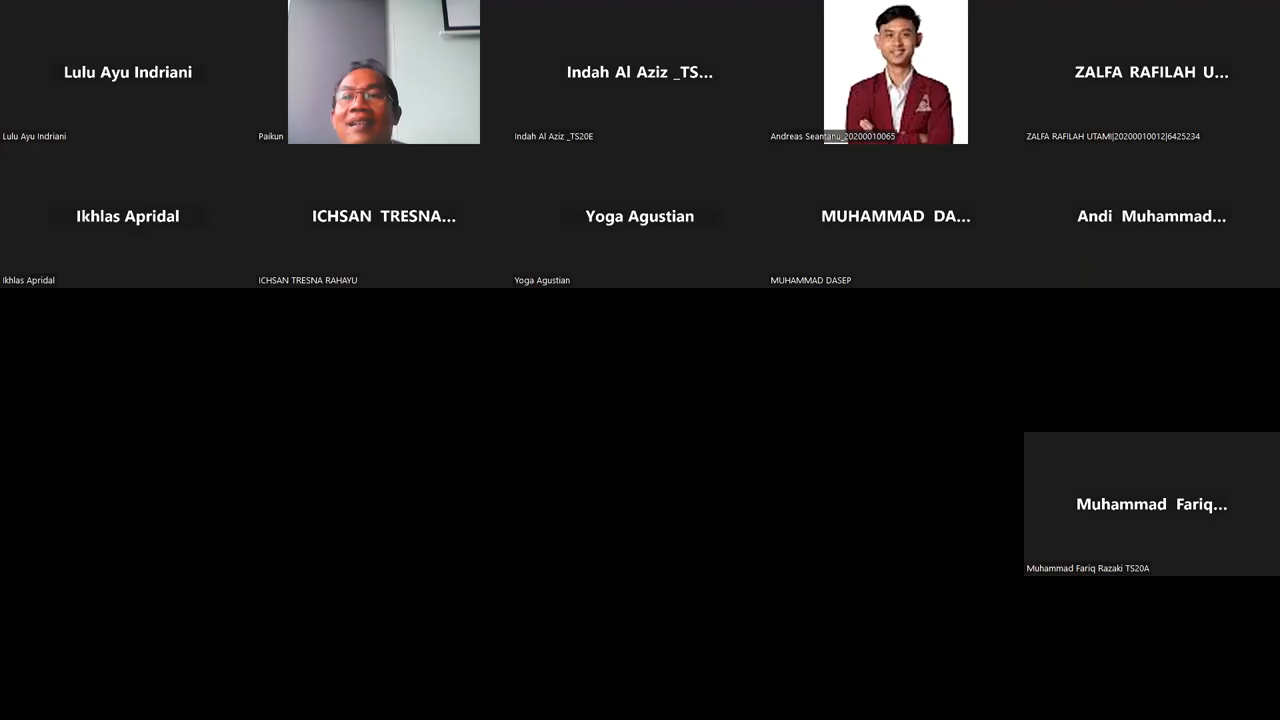 Lulu Ayu Indriani
Lulu Ayu Indriani
Paikun
Indah Al Aziz _TS...
Indah Al Aziz _TS20E
Andreas Seantanu_20200010065
ZALFA RAFILAH U...
ZALFA RAFILAH UTAMI|20200010012|6425234
Ikhlas Apridal
Ikhlas Apridal
ICHSAN TRESNA...
ICHSAN TRESNA RAHAYU
Yoga Agustian
Yoga Agustian
MUHAMMAD DA...
MUHAMMAD DASEP
Andi Muhammad...
Muhammad Fariq...
Muhammad Fariq Razaki TS20A